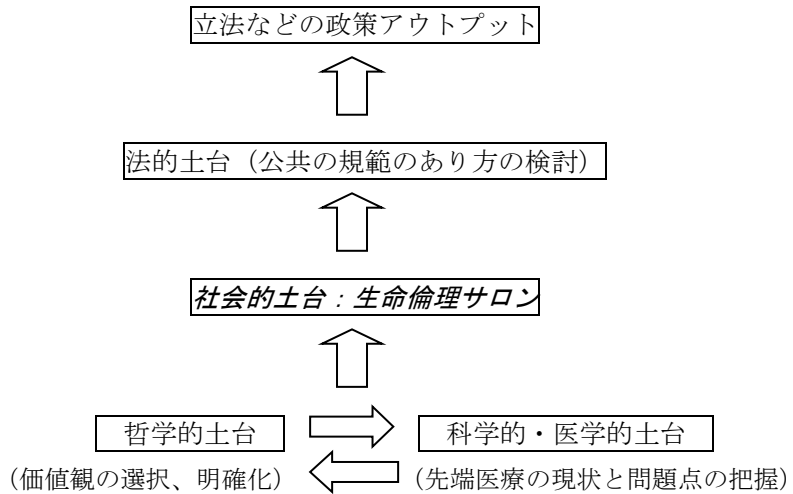 立法などの政策アウトプット
法的土台（公共の規範のあり方の検討）
社会的土台：生命倫理サロン
哲学的土台
科学的・医学的土台
（価値観の選択、明確化）
（先端医療の現状と問題点の把握）